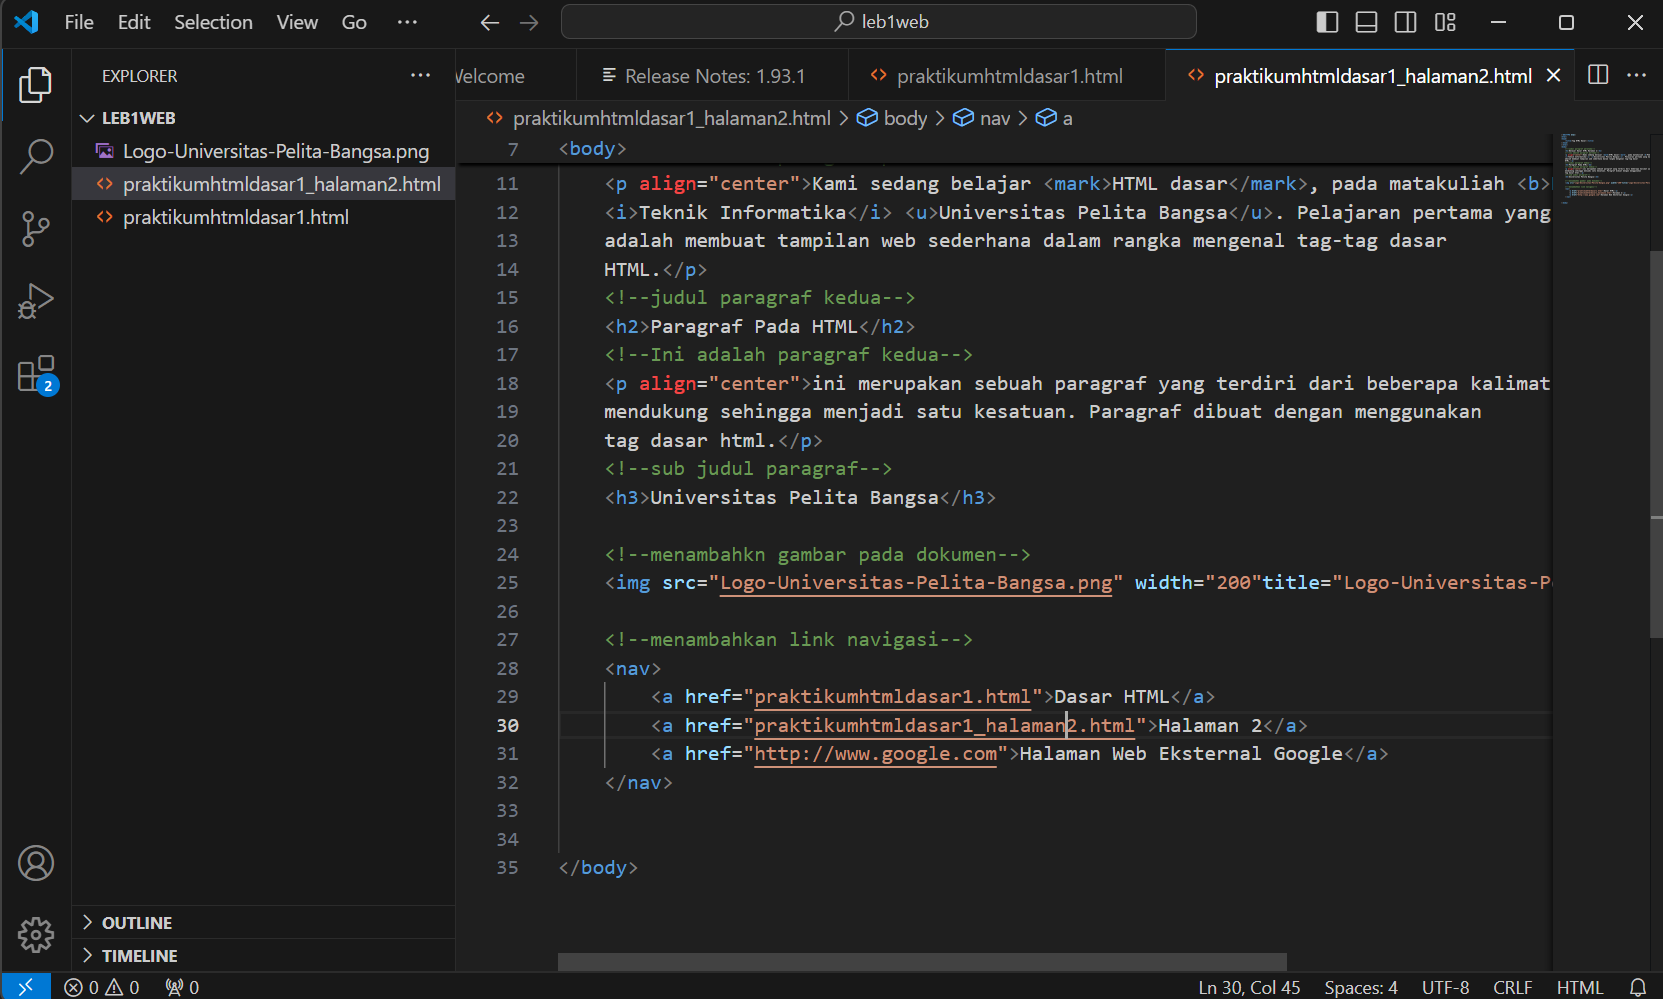 File Edit Selection View Go ··· leb1web
EXPLORER ···
LEB1WEB
Logo-Universitas-Pelita-Bangsa.png
praktikumhtmldasar1_halaman2.html
praktikumhtmldasar1.html
OUTLINE
TIMELINE
2
Welcome Release Notes: 1.93.1 praktikumhtmldasar1.html praktikumhtmldasar1_halaman2.html
praktikumhtmldasar1_halaman2.html > body > nav > a
7 <body>
11 <p align="center">Kami sedang belajar <mark>HTML dasar</mark>, pada matakuliah <b>
12 <i>Teknik Informatika</i> <u>Universitas Pelita Bangsa</u>. Pelajaran pertama yang
13 adalah membuat tampilan web sederhana dalam rangka mengenal tag-tag dasar
14 HTML.</p>
15 <!--judul paragraf kedua-->
16 <h2>Paragraf Pada HTML</h2>
17 <!--Ini adalah paragraf kedua-->
18 <p align="center">ini merupakan sebuah paragraf yang terdiri dari beberapa kalimat
19 mendukung sehingga menjadi satu kesatuan. Paragraf dibuat dengan menggunakan
20 tag dasar html.</p>
21 <!--sub judul paragraf-->
22 <h3>Universitas Pelita Bangsa</h3>
23
24 <!--menambahkn gambar pada dokumen-->
25 <img src="Logo-Universitas-Pelita-Bangsa.png" width="200"title="Logo-Universitas-P
26
27 <!--menambahkan link navigasi-->
28 <nav>
29 <a href="praktikumhtmldasar1.html">Dasar HTML</a>
30 <a href="praktikumhtmldasar1_halaman2.html">Halaman 2</a>
31 <a href="http://www.google.com">Halaman Web Eksternal Google</a>
32 </nav>
33
34
35 </body>
0 0 0 Ln 30, Col 45 Spaces: 4 UTF-8 CRLF HTML